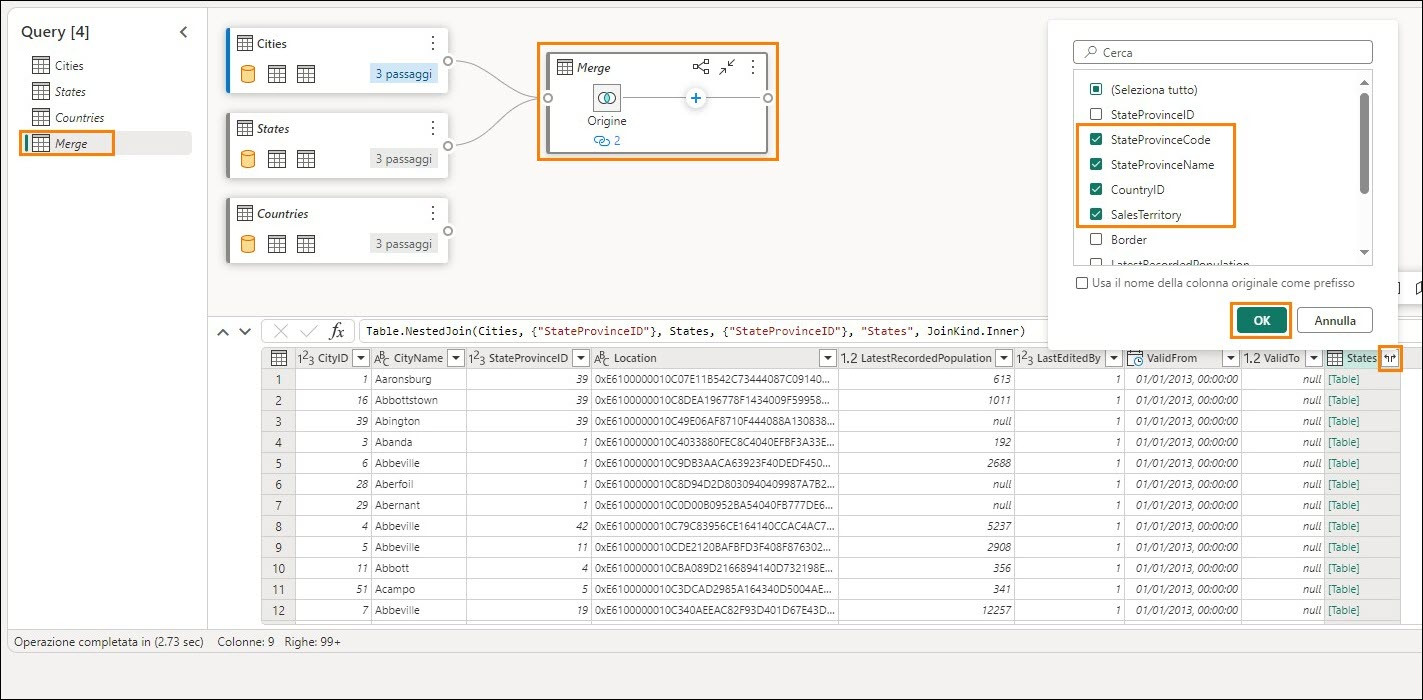 Query [4]
Cities
States
Countries
Merge
Cities
3 passaggi
States
3 passaggi
Countries
3 passaggi
Merge
Origine
2
Cerca
(Seleziona tutto)
StateProvinceID
StateProvinceCode
StateProvinceName
CountryID
SalesTerritory
Border
LatestRecordedPopulation
Usa il nome della colonna originale come prefisso
OK Annulla
fx Table.NestedJoin(Cities, {"StateProvinceID"}, States, {"StateProvinceID"}, "States", JoinKind.Inner)
1²3 CityID ABC CityName 1²3 StateProvinceID ABC Location 1.2 LatestRecordedPopulation 1²3 LastEditedBy ValidFrom 1.2 ValidTo States
1 1 Aaronsburg 39 0xE6100000010C07E11B542C73444087C09140... 613 1 01/01/2013, 00:00:00 null [Table]
2 16 Abbottstown 39 0xE6100000010C8DEA196778F1434009F59958... 1011 1 01/01/2013, 00:00:00 null [Table]
3 39 Abington 39 0xE6100000010C49E06AF8710F444088A130838... null 1 01/01/2013, 00:00:00 null [Table]
4 3 Abanda 1 0xE6100000010C4033880FEC8C4040EFBF3A33E... 192 1 01/01/2013, 00:00:00 null [Table]
5 6 Abbeville 1 0xE6100000010C9DB3AACA63923F40DEDF450... 2688 1 01/01/2013, 00:00:00 null [Table]
6 28 Aberfoil 1 0xE6100000010C8D94D2D8030940409987A7B2... null 1 01/01/2013, 00:00:00 null [Table]
7 29 Abernant 1 0xE6100000010C0D00B0952BA54040FB777DE6... null 1 01/01/2013, 00:00:00 null [Table]
8 4 Abbeville 42 0xE6100000010C79C83956CE164140CCAC4AC7... 5237 1 01/01/2013, 00:00:00 null [Table]
9 5 Abbeville 11 0xE6100000010CDE2120BAFBFD3F408F876302... 2908 1 01/01/2013, 00:00:00 null [Table]
10 11 Abbott 4 0xE6100000010CBA089D2166894140D732198E... 356 1 01/01/2013, 00:00:00 null [Table]
11 51 Acampo 5 0xE6100000010C3DCAD2985A164340D5004AE... 341 1 01/01/2013, 00:00:00 null [Table]
12 7 Abbeville 19 0xE6100000010C340AEEAC82F93D401D67E43D... 12257 1 01/01/2013, 00:00:00 null [Table]
Operazione completata in (2.73 sec) Colonne: 9 Righe: 99+